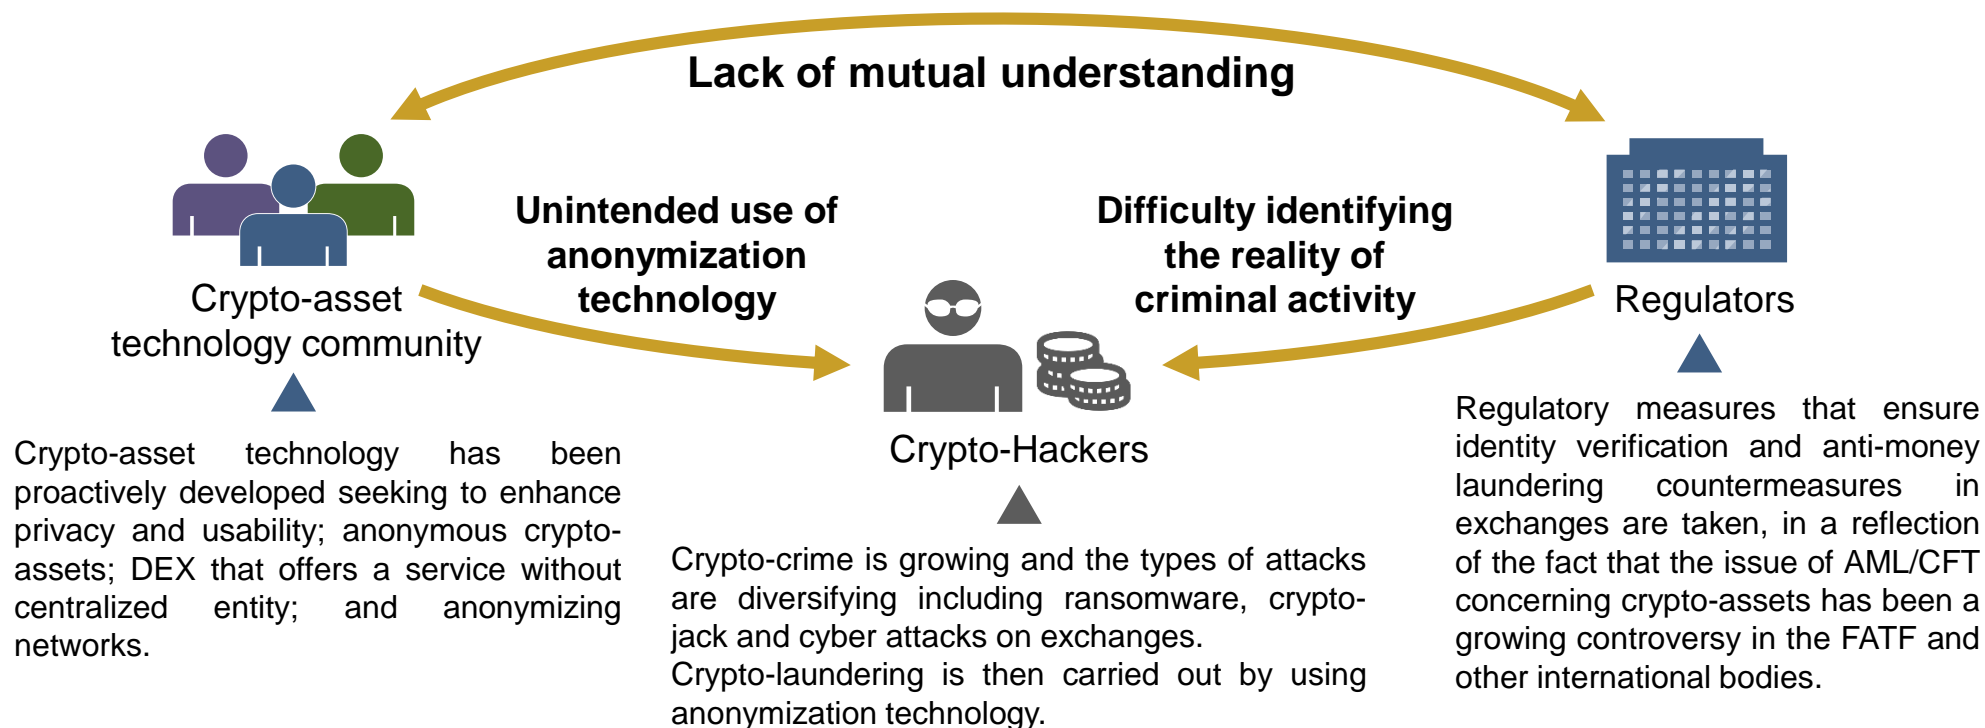 Lack of mutual understanding
Unintended use of
anonymization
technology
Difficulty identifying
the reality of
criminal activity
Crypto-asset
technology community
Regulators
Crypto-Hackers
Crypto-asset technology has been
proactively developed seeking to enhance
privacy and usability; anonymous crypto-
assets; DEX that offers a service without
centralized entity; and anonymizing
networks.
Crypto-crime is growing and the types of attacks
are diversifying including ransomware, crypto-
jack and cyber attacks on exchanges.
Crypto-laundering is then carried out by using
anonymization technology.
Regulatory measures that ensure
identity verification and anti-money
laundering countermeasures in
exchanges are taken, in a reflection
of the fact that the issue of AML/CFT
concerning crypto-assets has been a
growing controversy in the FATF and
other international bodies.